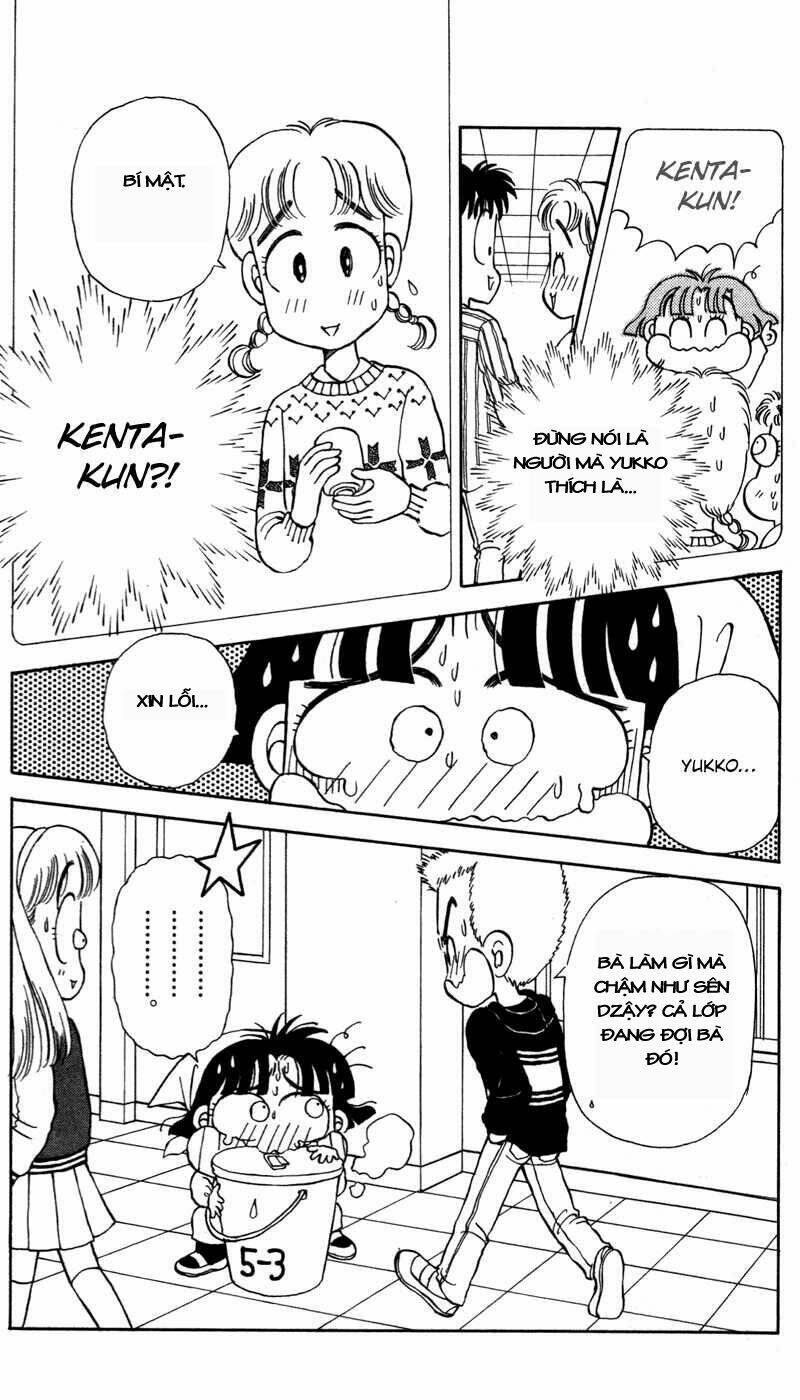 KENTA-
KUN!
ĐỪNG NÓI LÀ
NGƯỜI MÀ YUKKO
THÍCH LÀ...
BÍ MẬT.
KENTA-
KUN?!
YUKKO...
XIN LỖI...
BÀ LÀM GÌ MÀ
CHẬM NHƯ SÊN
DZẬY? CẢ LỚP
ĐANG ĐỢI BÀ
ĐÓ!
5-3